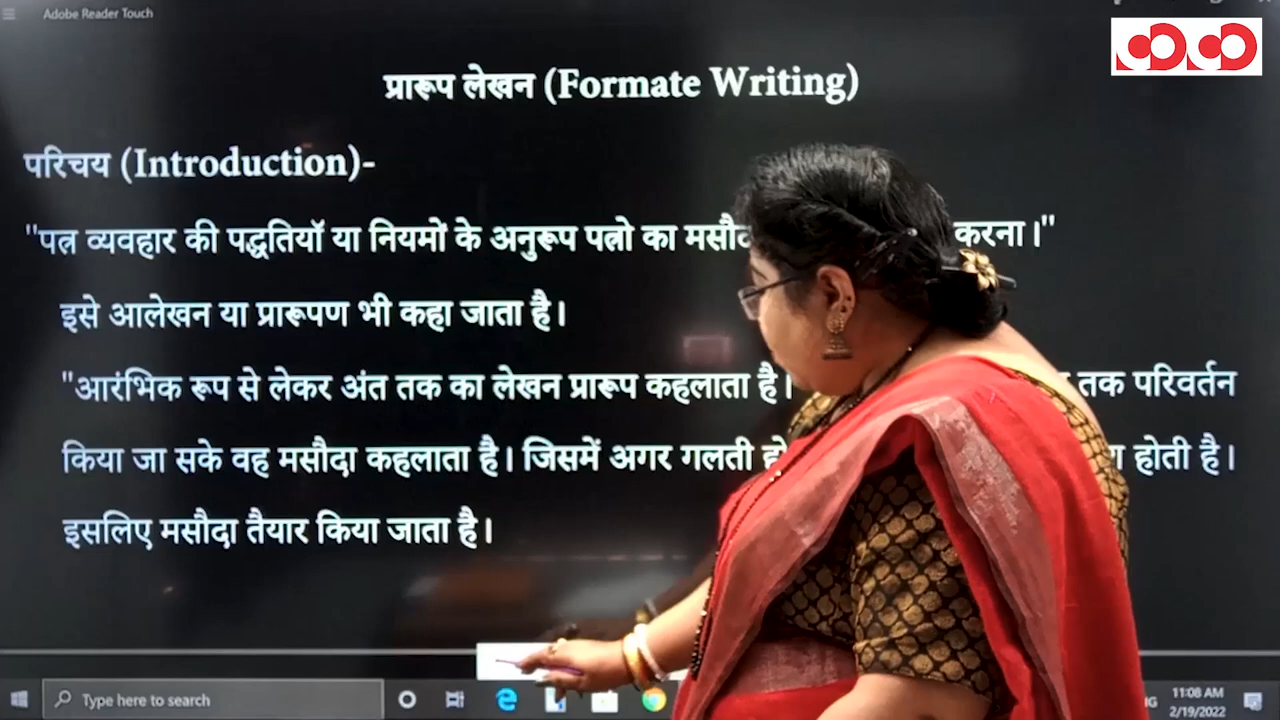 Adobe Reader Touch
प्रारूप लेखन (Formate Writing)
परिचय (Introduction)-
"पत्र व्यवहार की पद्धतियॉ या नियमों के अनुरूप पत्रो का करना।"
इसे आलेखन या प्रारूपण भी कहा जाता है।
"आरंभिक रूप से लेकर अंत तक का लेखन प्रारूप कहलाता है। तक परिवर्तन
किया जा सके वह मसौदा कहलाता है। जिसमें अगर गलती होती है।
इसलिए मसौदा तैयार किया जाता है।
Type here to search
11:08 AM
2/19/2022